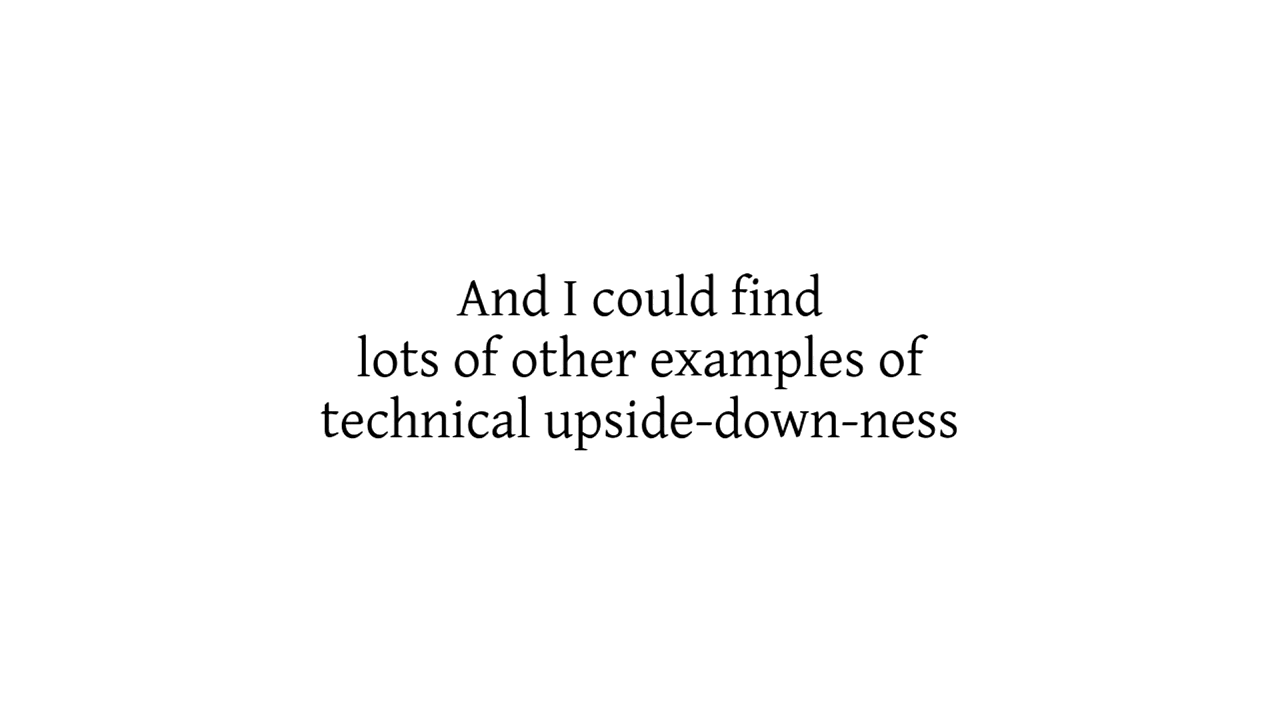 And I could find
lots of other examples of
technical upside-down-ness